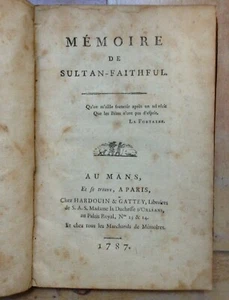 MÉMOIRE
DE
SULTAN-FAITHFUL.
Qu'on m'aille soutenir après un tel récit
Que les bêtes n'ont pas d'esprit.
LA FONTAINE.
AU MANS,
Et se trouve, A PARIS,
Chez HARDOUIN & GATTEY, Libraires
de S. A. S. Madame la Duchesse d'ORLÉANS,
au Palais Royal, Nº 13 & 14.
Et chez tous les Marchands de Mémoires.
1787.